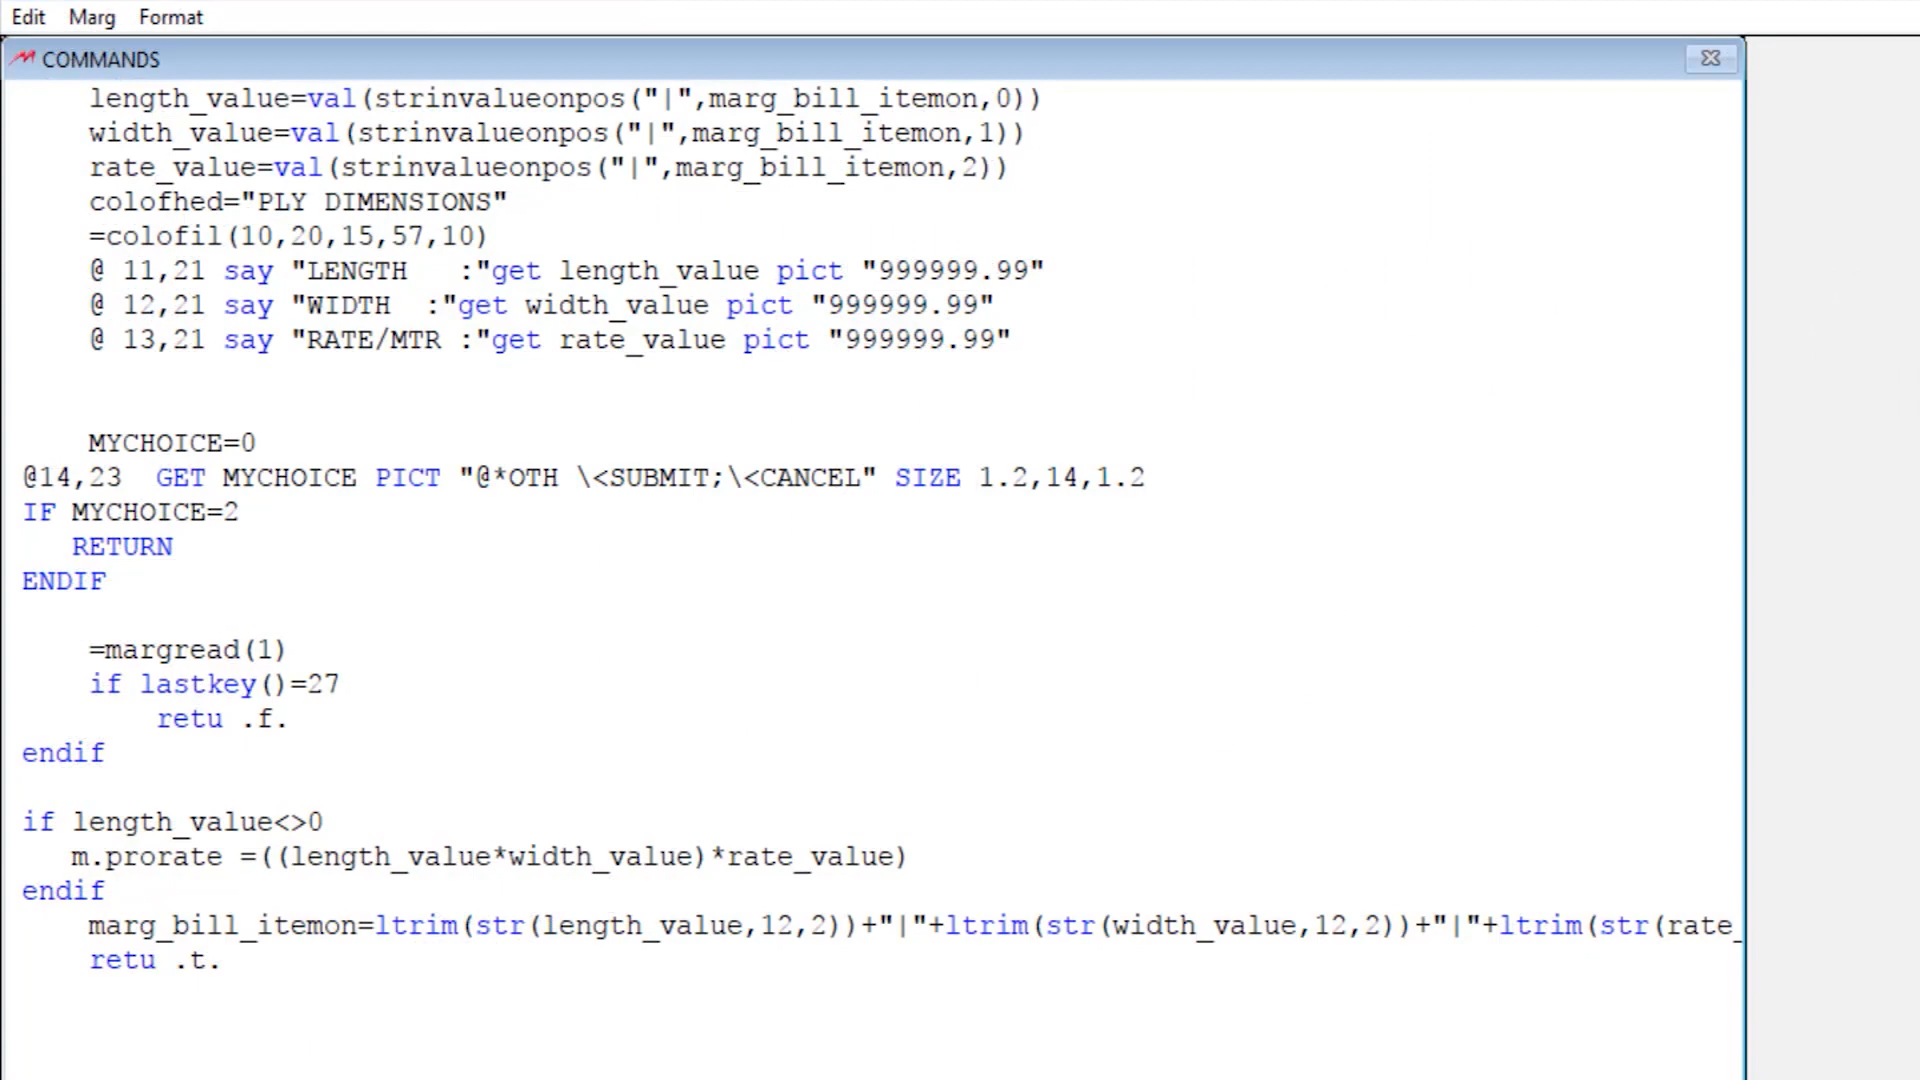 Edit Marg Format
COMMANDS
length_value=val(strinvalueonpos("|",marg_bill_itemon,0))
width_value=val(strinvalueonpos("|",marg_bill_itemon,1))
rate_value=val(strinvalueonpos("|",marg_bill_itemon,2))
colofhed="PLY DIMENSIONS"
=colofil(10,20,15,57,10)
@ 11,21 say "LENGTH   :"get length_value pict "999999.99"
@ 12,21 say "WIDTH  :"get width_value pict "999999.99"
@ 13,21 say "RATE/MTR :"get rate_value pict "999999.99"
MYCHOICE=0
@14,23  GET MYCHOICE PICT "@*OTH \<SUBMIT;\<CANCEL" SIZE 1.2,14,1.2
IF MYCHOICE=2
RETURN
ENDIF
=margread(1)
if lastkey()=27
retu .f.
endif
if length_value<>0
m.prorate =((length_value*width_value)*rate_value)
endif
marg_bill_itemon=ltrim(str(length_value,12,2))+"|"+ltrim(str(width_value,12,2))+"|"+ltrim(str(rate_
retu .t.